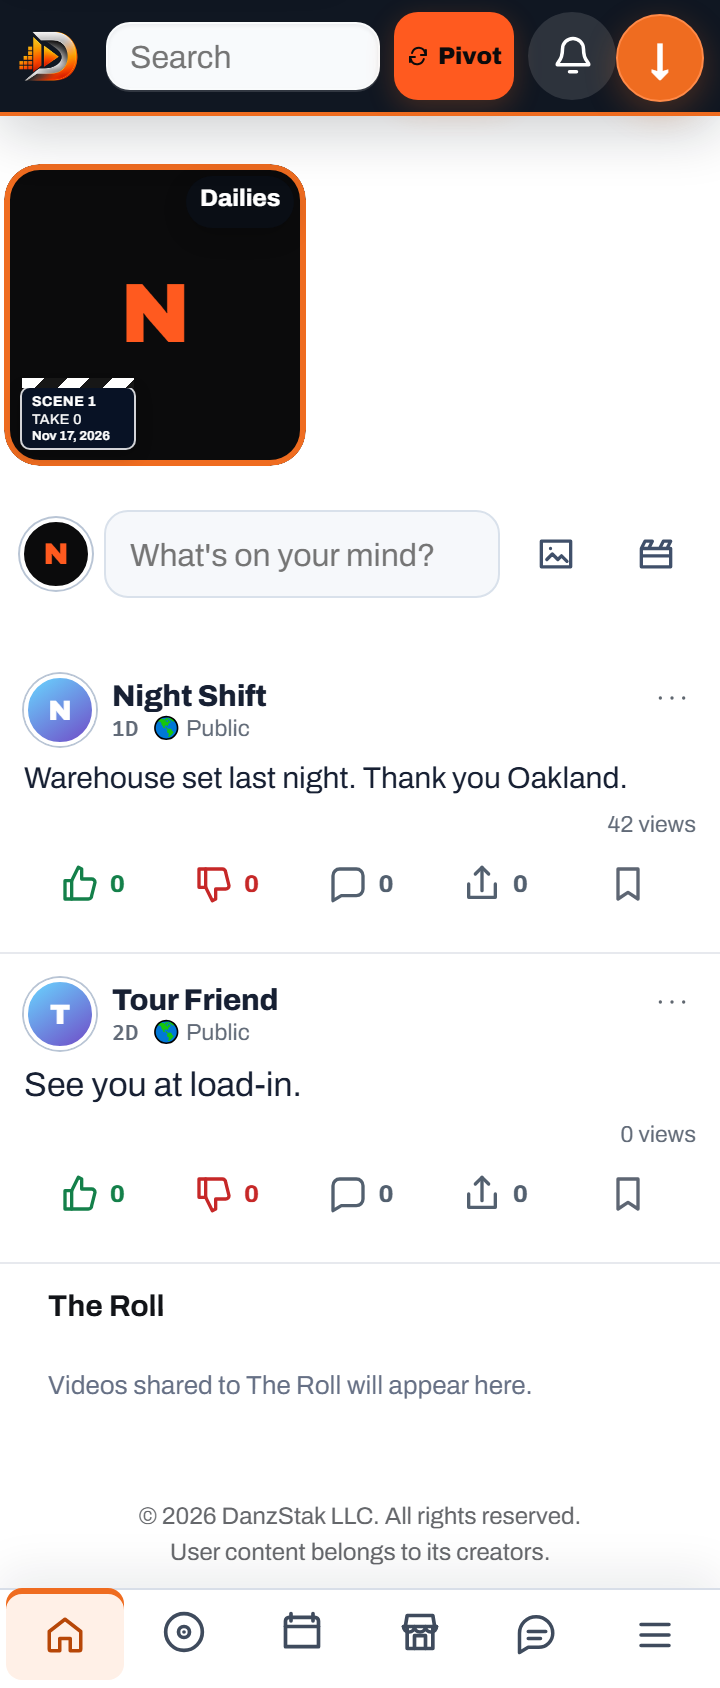 Search
Pivot
Dailies
N
SCENE 1
TAKE 0
Nov 17, 2026
N
What's on your mind?
N
Night Shift
···
1D 🌎 Public
Warehouse set last night. Thank you Oakland.
42 views
0 0 0 0
T
Tour Friend
···
2D 🌎 Public
See you at load-in.
0 views
0 0 0 0
The Roll
Videos shared to The Roll will appear here.
© 2026 DanzStak LLC. All rights reserved.
User content belongs to its creators.